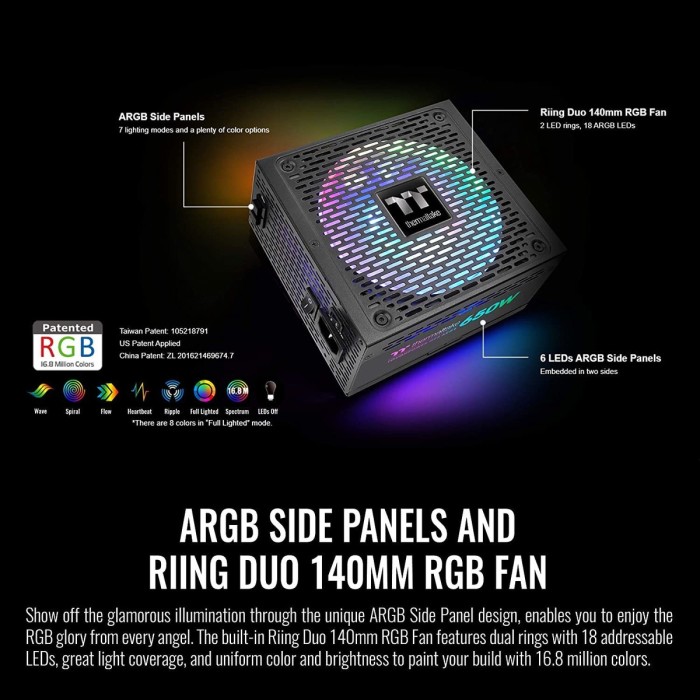 ARGB Side Panels
7 lighting modes and a plenty of color options
Riing Duo 140mm RGB Fan
2 LED rings, 18 ARGB LEDs
thermaltake
thermaltake
650W
6 LEDs ARGB Side Panels
Embedded in two sides
Patented
RGB
16.8 Million Colors
Taiwan Patent: 105218791
US Patent Applied
China Patent: ZL 201621469674.7
16.8 M
Wave Spiral Flow Heartbeat Ripple Full Lighted Spectrum LEDs Off
*There are 8 colors in "Full Lighted" mode.
ARGB SIDE PANELS AND
RIING DUO 140MM RGB FAN
Show off the glamorous illumination through the unique ARGB Side Panel design, enables you to enjoy the
RGB glory from every angel. The built-in Riing Duo 140mm RGB Fan features dual rings with 18 addressable
LEDs, great light coverage, and uniform color and brightness to paint your build with 16.8 million colors.